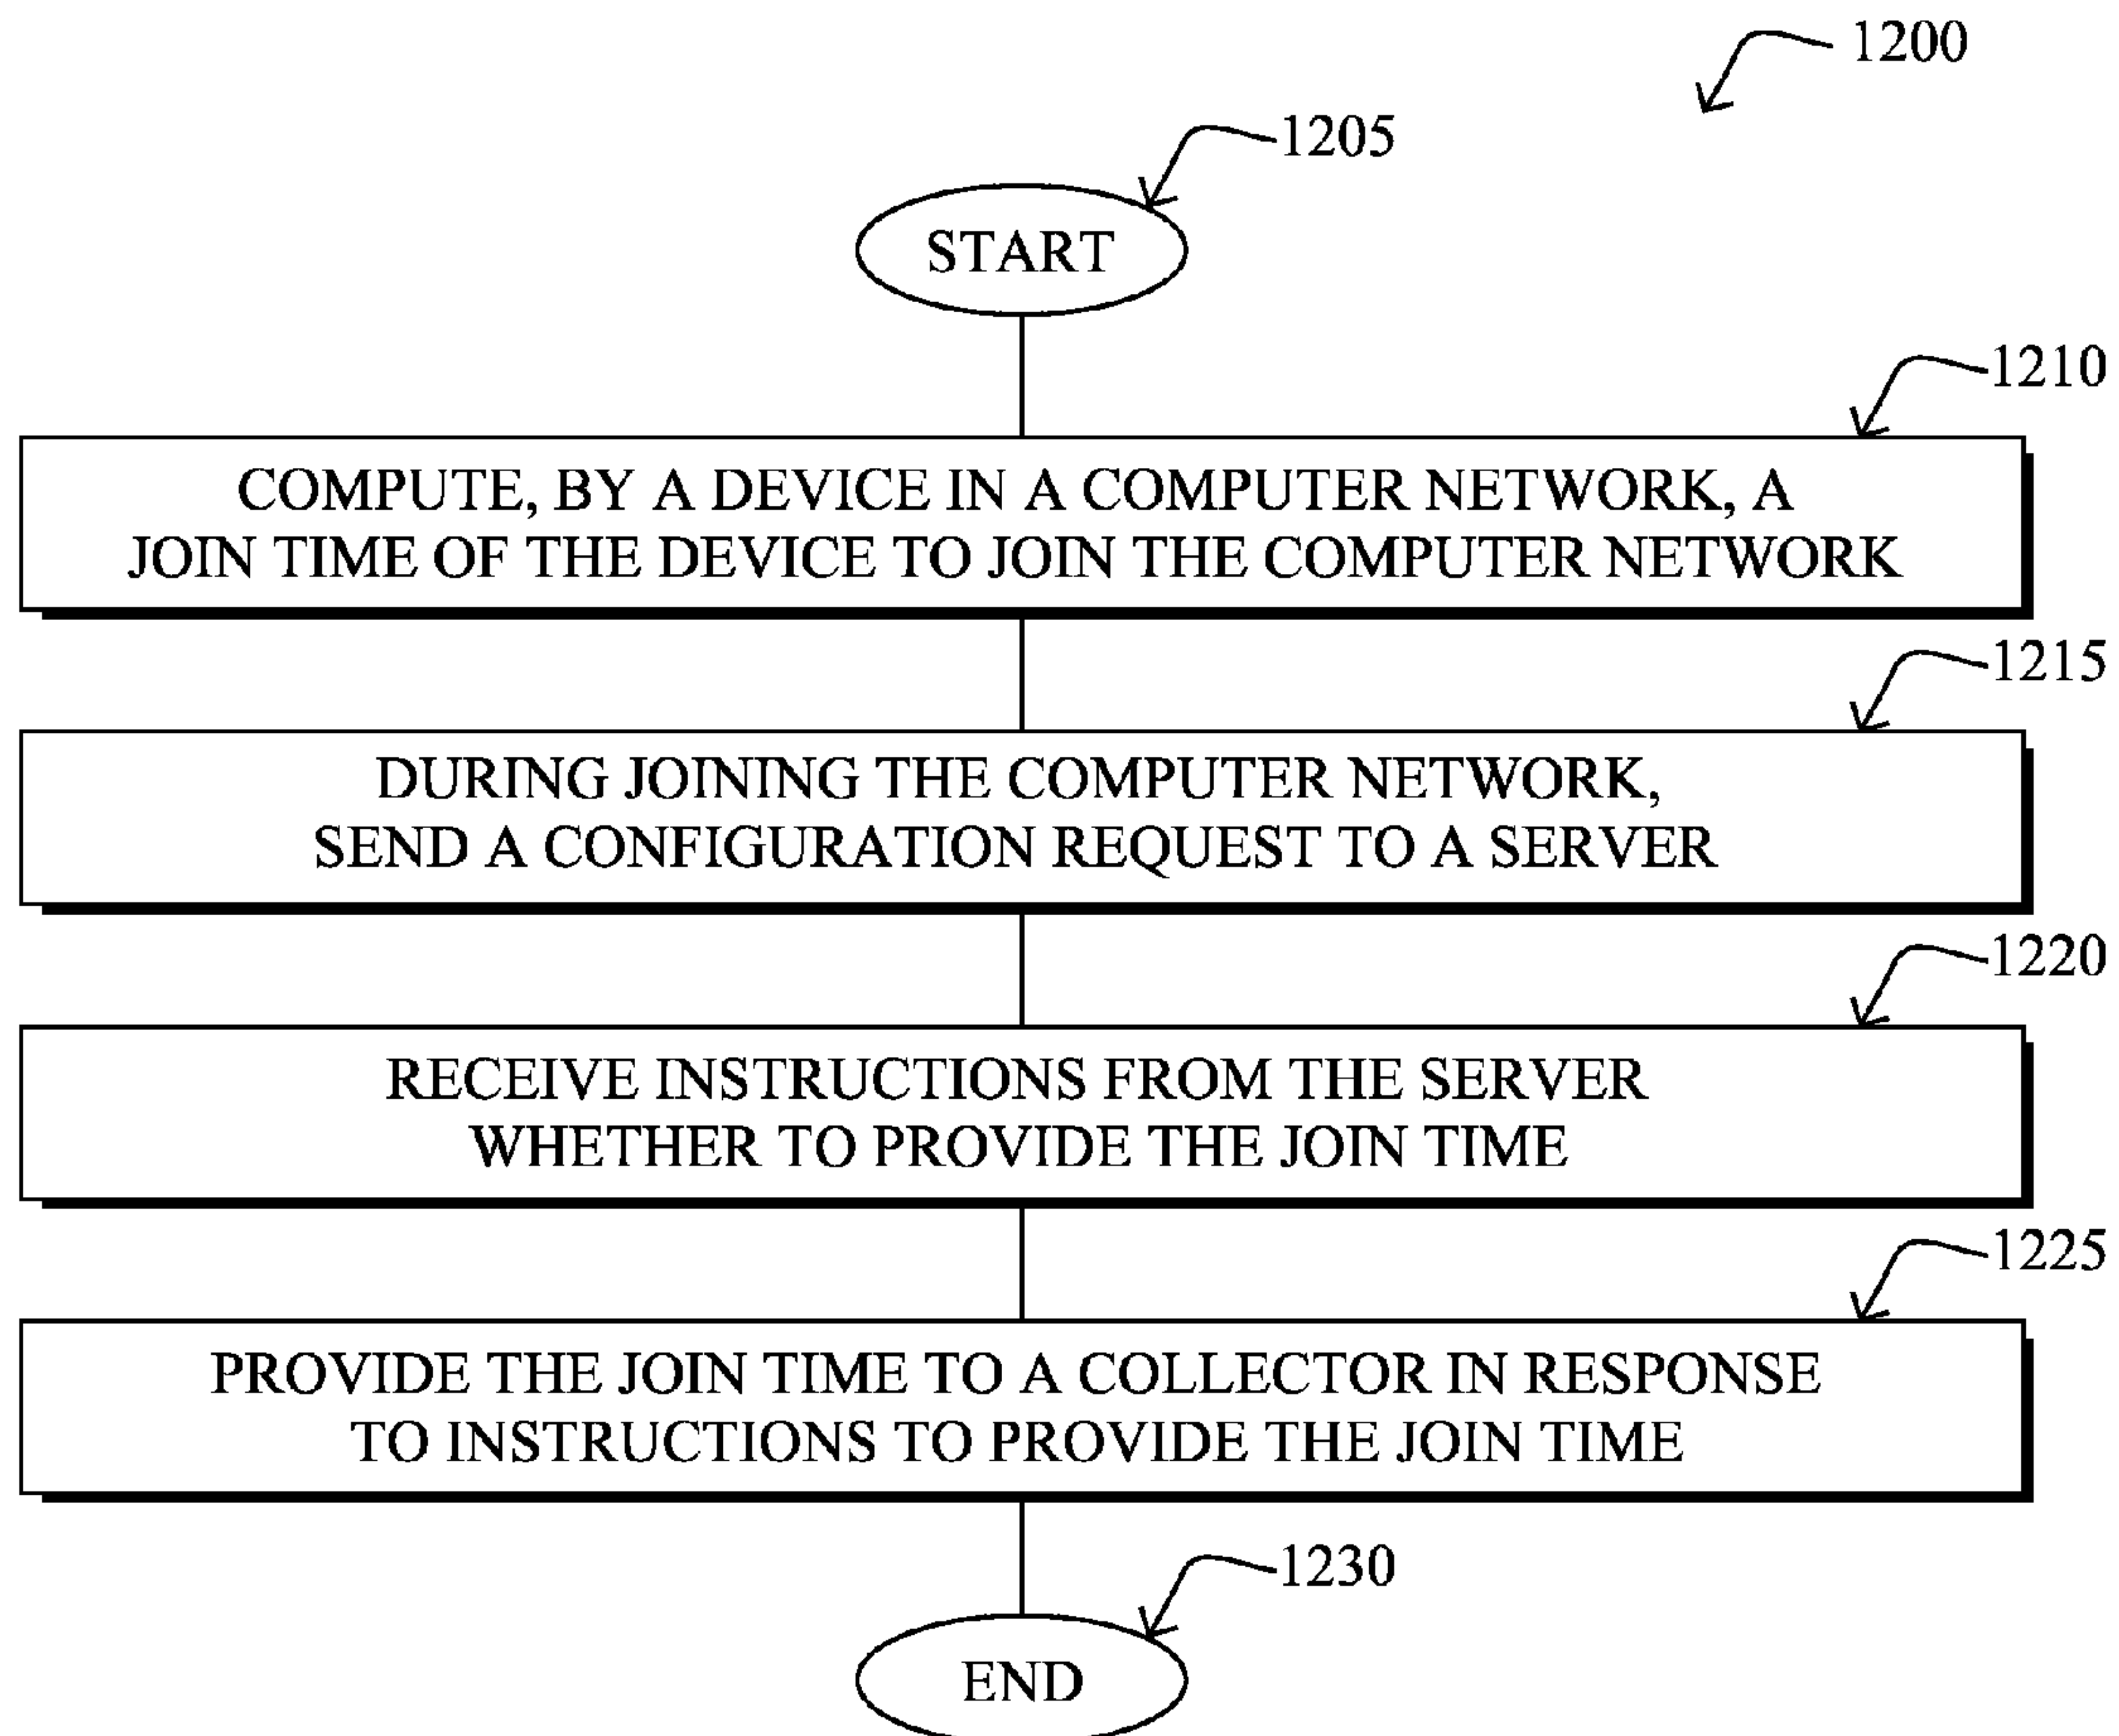 1200
1205
START
1210
COMPUTE, BY A DEVICE IN A COMPUTER NETWORK, A
JOIN TIME OF THE DEVICE TO JOIN THE COMPUTER NETWORK
1215
DURING JOINING THE COMPUTER NETWORK,
SEND A CONFIGURATION REQUEST TO A SERVER
1220
RECEIVE INSTRUCTIONS FROM THE SERVER
WHETHER TO PROVIDE THE JOIN TIME
1225
PROVIDE THE JOIN TIME TO A COLLECTOR IN RESPONSE
TO INSTRUCTIONS TO PROVIDE THE JOIN TIME
1230
END